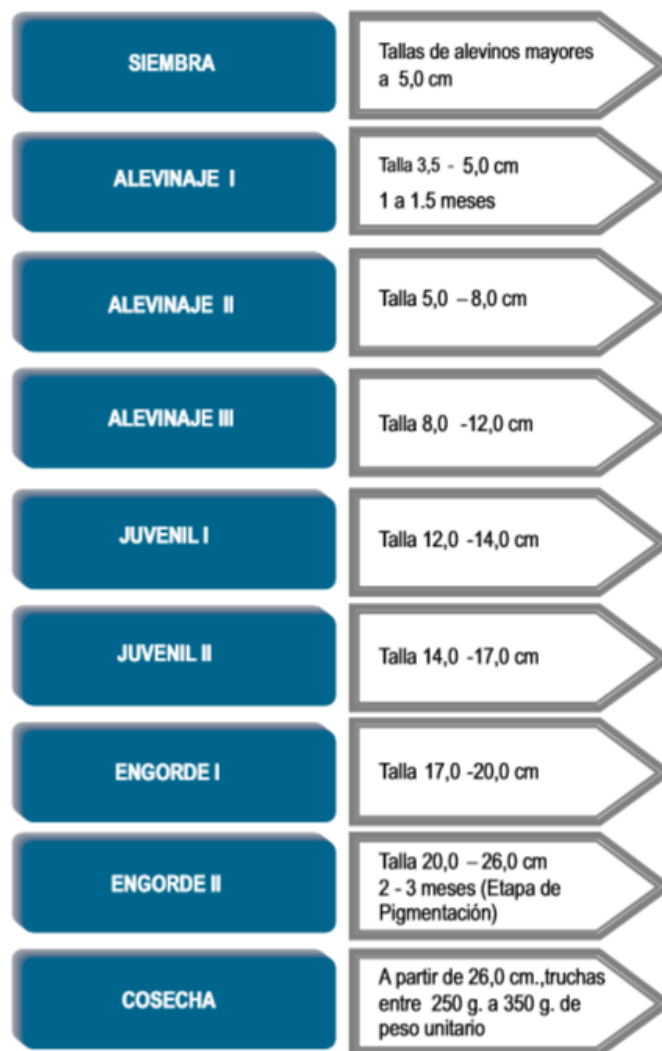 SIEMBRA
Tallas de alevinos mayores
a 5,0 cm
ALEVINAJE I
Talla 3,5 - 5,0 cm
1 a 1.5 meses
ALEVINAJE II
Talla 5,0 – 8,0 cm
ALEVINAJE III
Talla 8,0 -12,0 cm
JUVENIL I
Talla 12,0 -14,0 cm
JUVENIL II
Talla 14,0 -17,0 cm
ENGORDE I
Talla 17,0 -20,0 cm
ENGORDE II
Talla 20,0 – 26,0 cm
2 - 3 meses (Etapa de
Pigmentación)
COSECHA
A partir de 26,0 cm.,truchas
entre 250 g. a 350 g. de
peso unitario